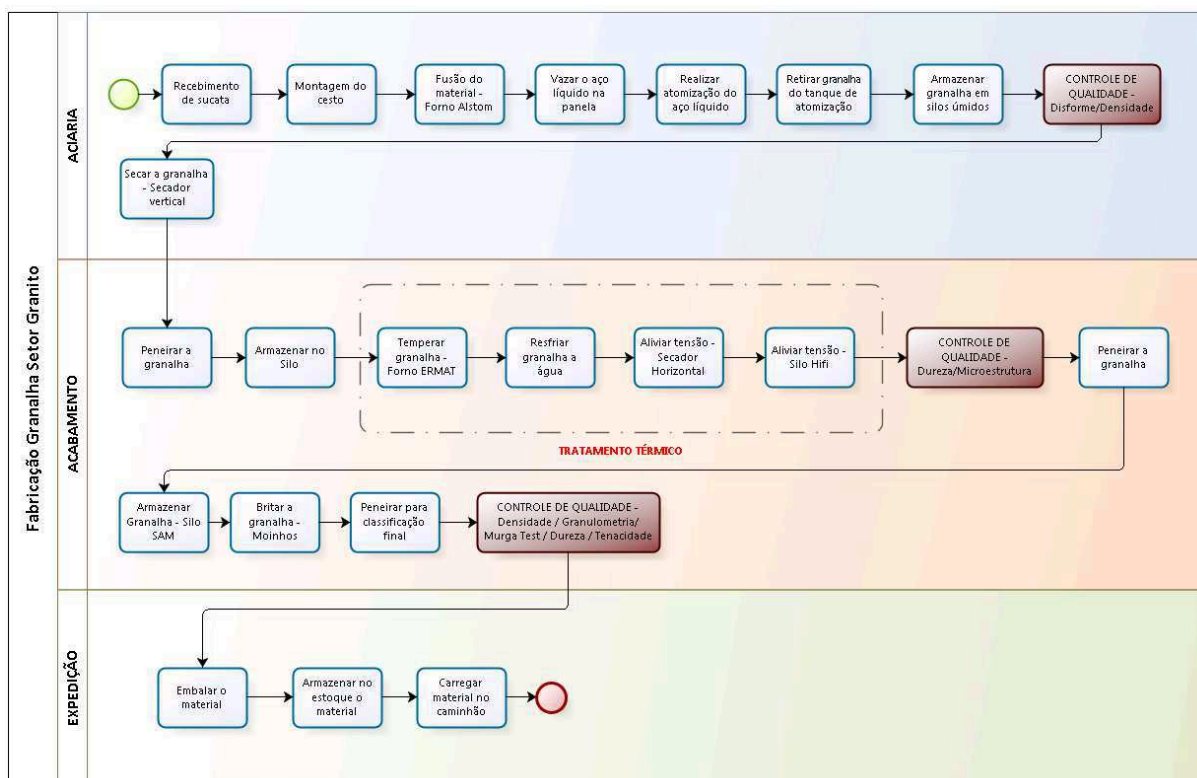 Fabricação Granalha Setor Granito
ACIARIA
Recebimento
de sucata
Montagem do
cesto
Fusão do
material -
Forno Alstom
Vazar o aço
líquido na
panela
Realizar
atomização do
aço líquido
Retirar granalha
do tanque de
atomização
Armazenar
granalha em
silos úmidos
CONTROLE DE
QUALIDADE -
Disforme/Densidade
Secar a granalha
- Secador
vertical
ACABAMENTO
Peneirar a
granalha
Armazenar no
Silo
Temperar
granalha -
Forno ERMAT
Resfriar
granalha a
água
Aliviar tensão -
Secador
Horizontal
Aliviar tensão -
Silo Hifi
CONTROLE DE
QUALIDADE -
Dureza/Microestrutura
Peneirar a
granalha
TRATAMENTO TÉRMICO
Armazenar
Granalha - Silo
SAM
Britar a
granalha -
Moinhos
Peneirar para
classificação
final
CONTROLE DE QUALIDADE -
Densidade / Granulometria/
Murga Test / Dureza / Tenacidade
EXPEDIÇÃO
Embalar o
material
Armazenar no
estoque o
material
Carregar
material no
caminhão